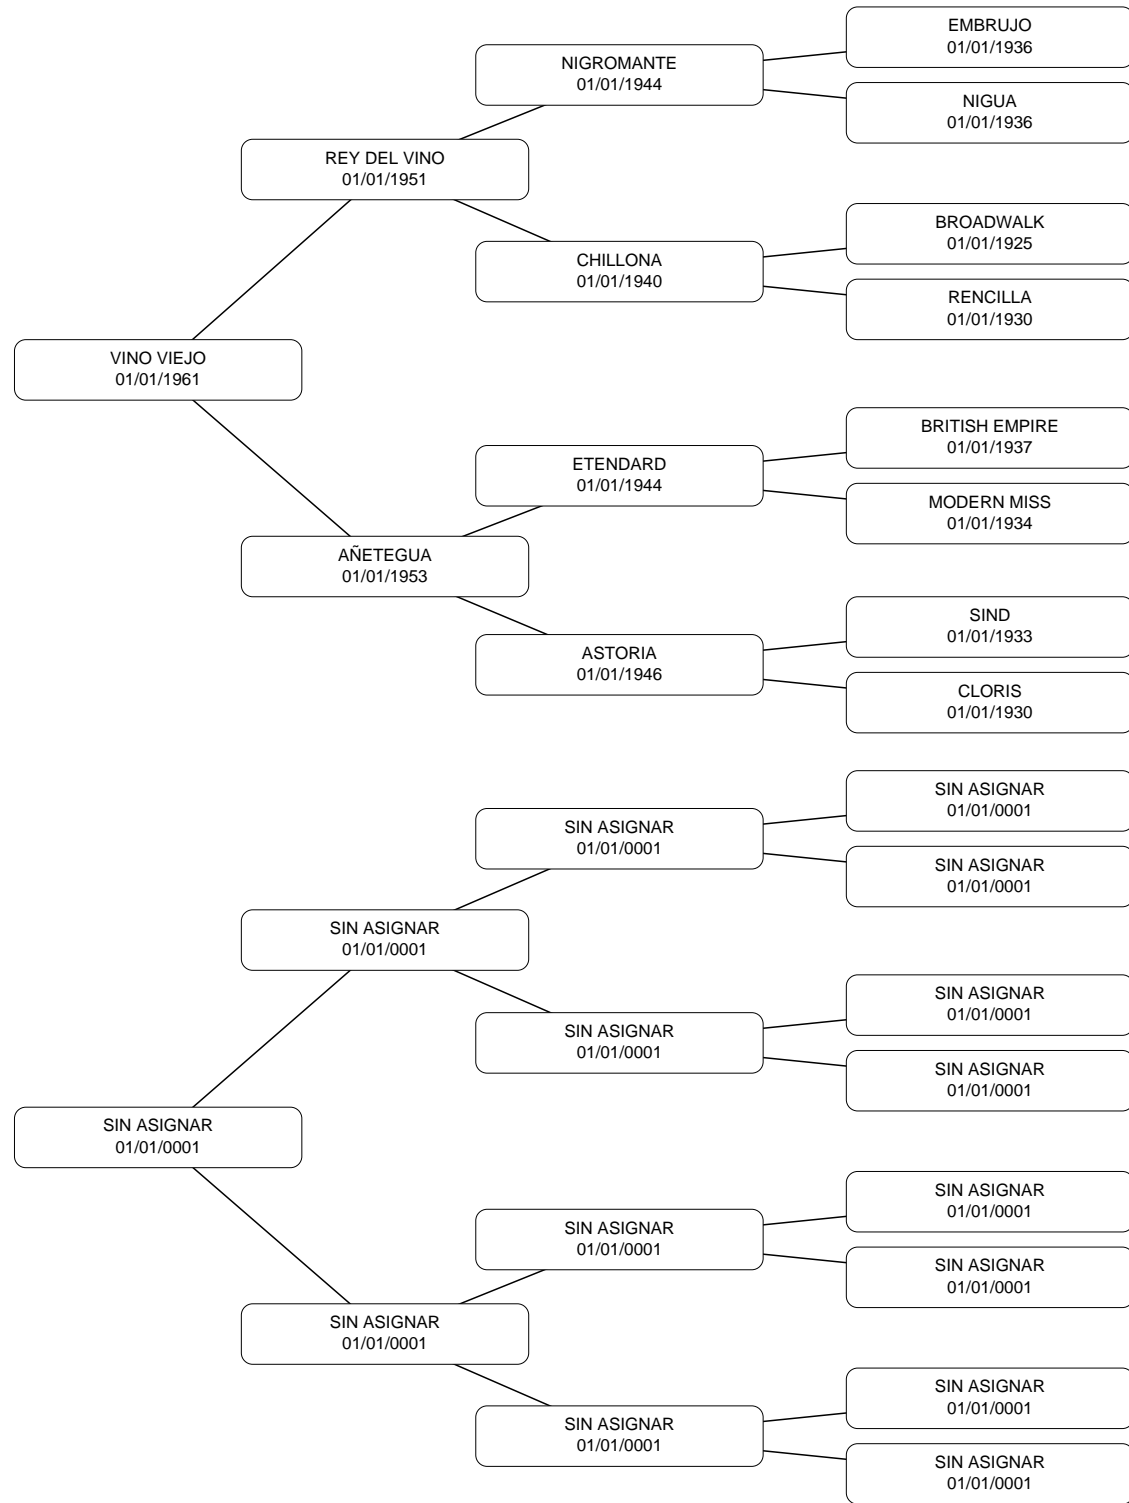 EMBRUJO
01/01/1936
NIGROMANTE
01/01/1944
NIGUA
01/01/1936
REY DEL VINO
01/01/1951
BROADWALK
01/01/1925
CHILLONA
01/01/1940
RENCILLA
01/01/1930
VINO VIEJO
01/01/1961
BRITISH EMPIRE
01/01/1937
ETENDARD
01/01/1944
MODERN MISS
01/01/1934
AÑETEGUA
01/01/1953
SIND
01/01/1933
ASTORIA
01/01/1946
CLORIS
01/01/1930
SIN ASIGNAR
01/01/0001
SIN ASIGNAR
01/01/0001
SIN ASIGNAR
01/01/0001
SIN ASIGNAR
01/01/0001
SIN ASIGNAR
01/01/0001
SIN ASIGNAR
01/01/0001
SIN ASIGNAR
01/01/0001
SIN ASIGNAR
01/01/0001
SIN ASIGNAR
01/01/0001
SIN ASIGNAR
01/01/0001
SIN ASIGNAR
01/01/0001
SIN ASIGNAR
01/01/0001
SIN ASIGNAR
01/01/0001
SIN ASIGNAR
01/01/0001
SIN ASIGNAR
01/01/0001